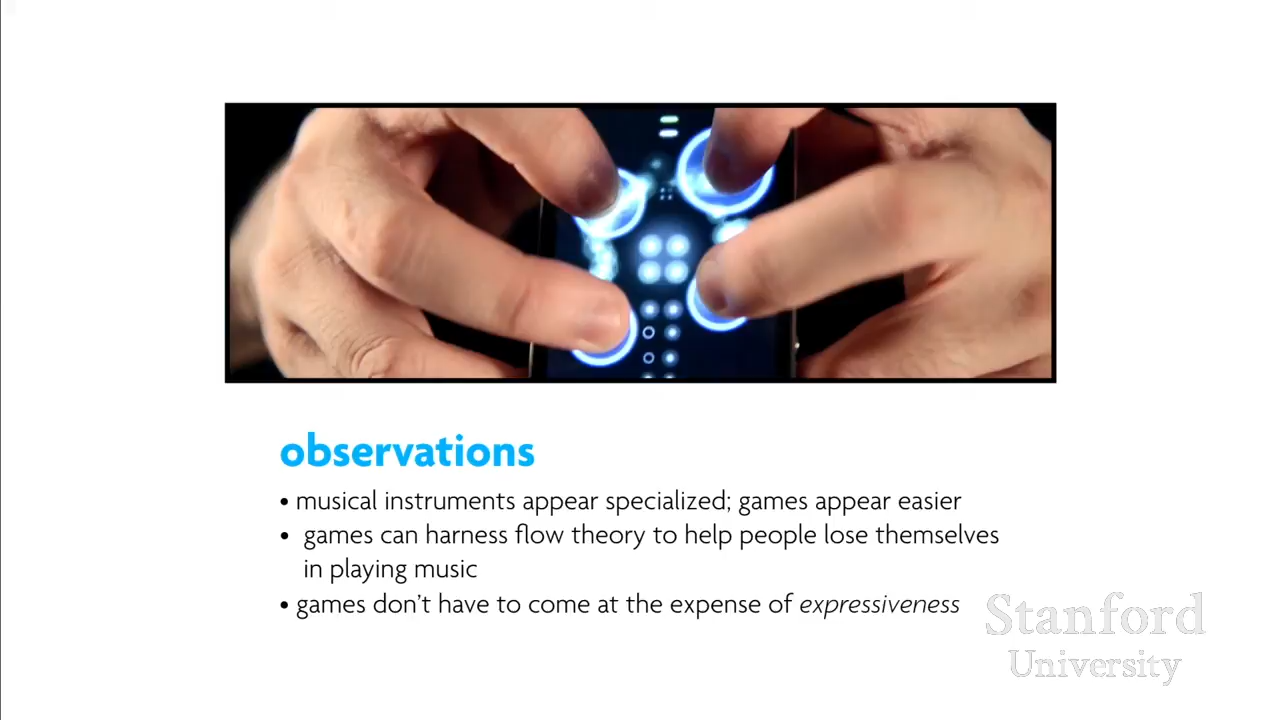 observations
• musical instruments appear specialized; games appear easier
• games can harness flow theory to help people lose themselves
in playing music
• games don't have to come at the expense of expressiveness
Stanford
University